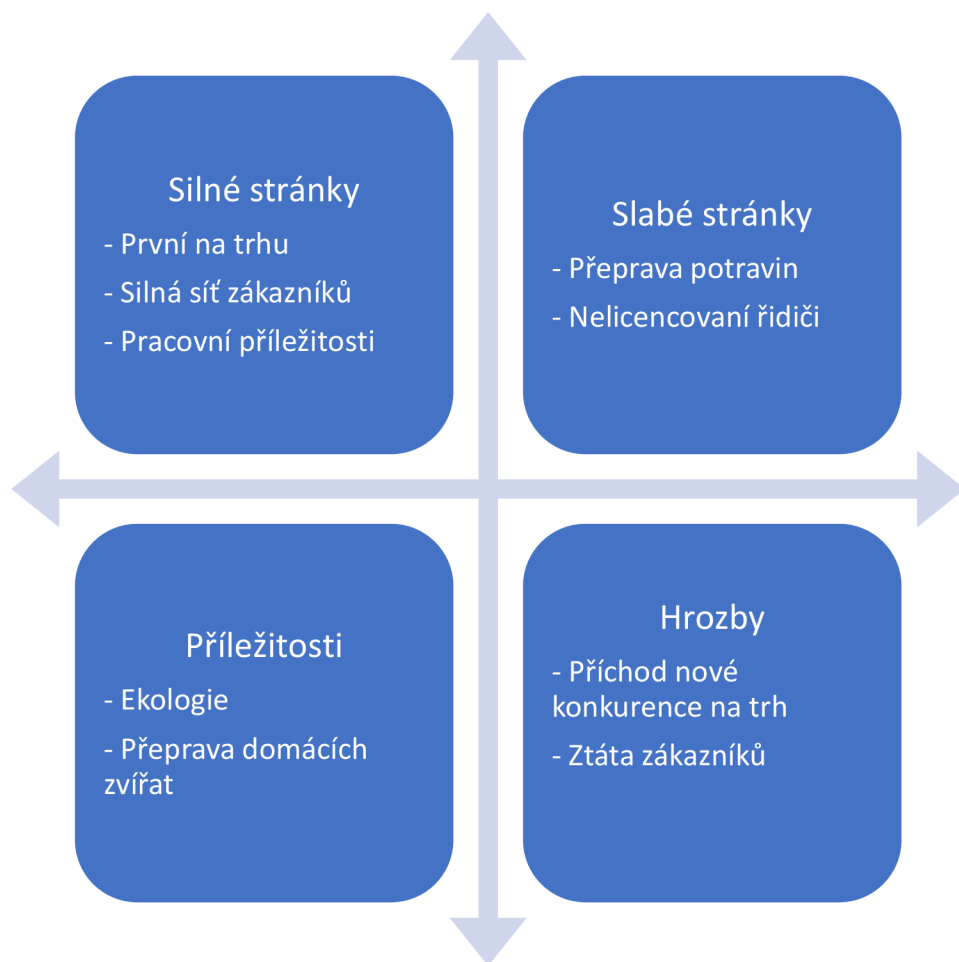 Silné stránky
- První na trhu
- Silná síť zákazníků
- Pracovní příležitosti
Slabé stránky
- Přeprava potravin
- Nelicencovaní řidiči
Příležitosti
- Ekologie
- Přeprava domácích
zvířat
Hrozby
- Příchod nové
konkurence na trh
- Ztáta zákazníků